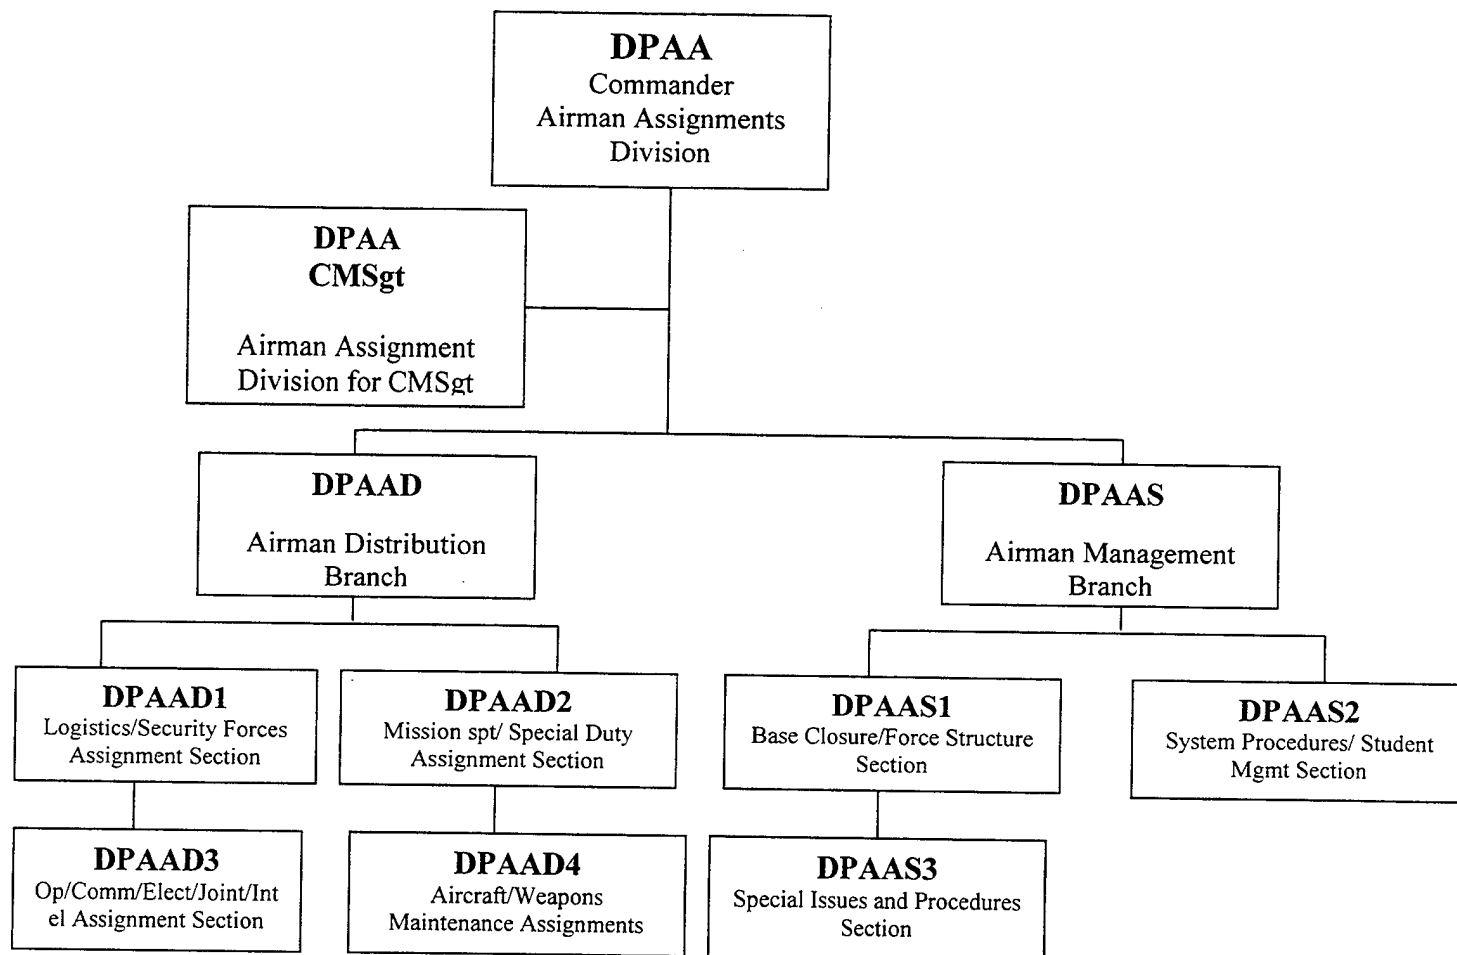 DPAA
Commander
Airman Assignments
Division
DPAA
CMSgt
Airman Assignment
Division for CMSgt
DPAAD
Airman Distribution
Branch
DPAAS
Airman Management
Branch
DPAAD1
Logistics/Security Forces
Assignment Section
DPAAD2
Mission spt/ Special Duty
Assignment Section
DPAAS1
Base Closure/Force Structure
Section
DPAAS2
System Procedures/ Student
Mgmt Section
DPAAD3
Op/Comm/Elect/Joint/Int
el Assignment Section
DPAAD4
Aircraft/Weapons
Maintenance Assignments
DPAAS3
Special Issues and Procedures
Section